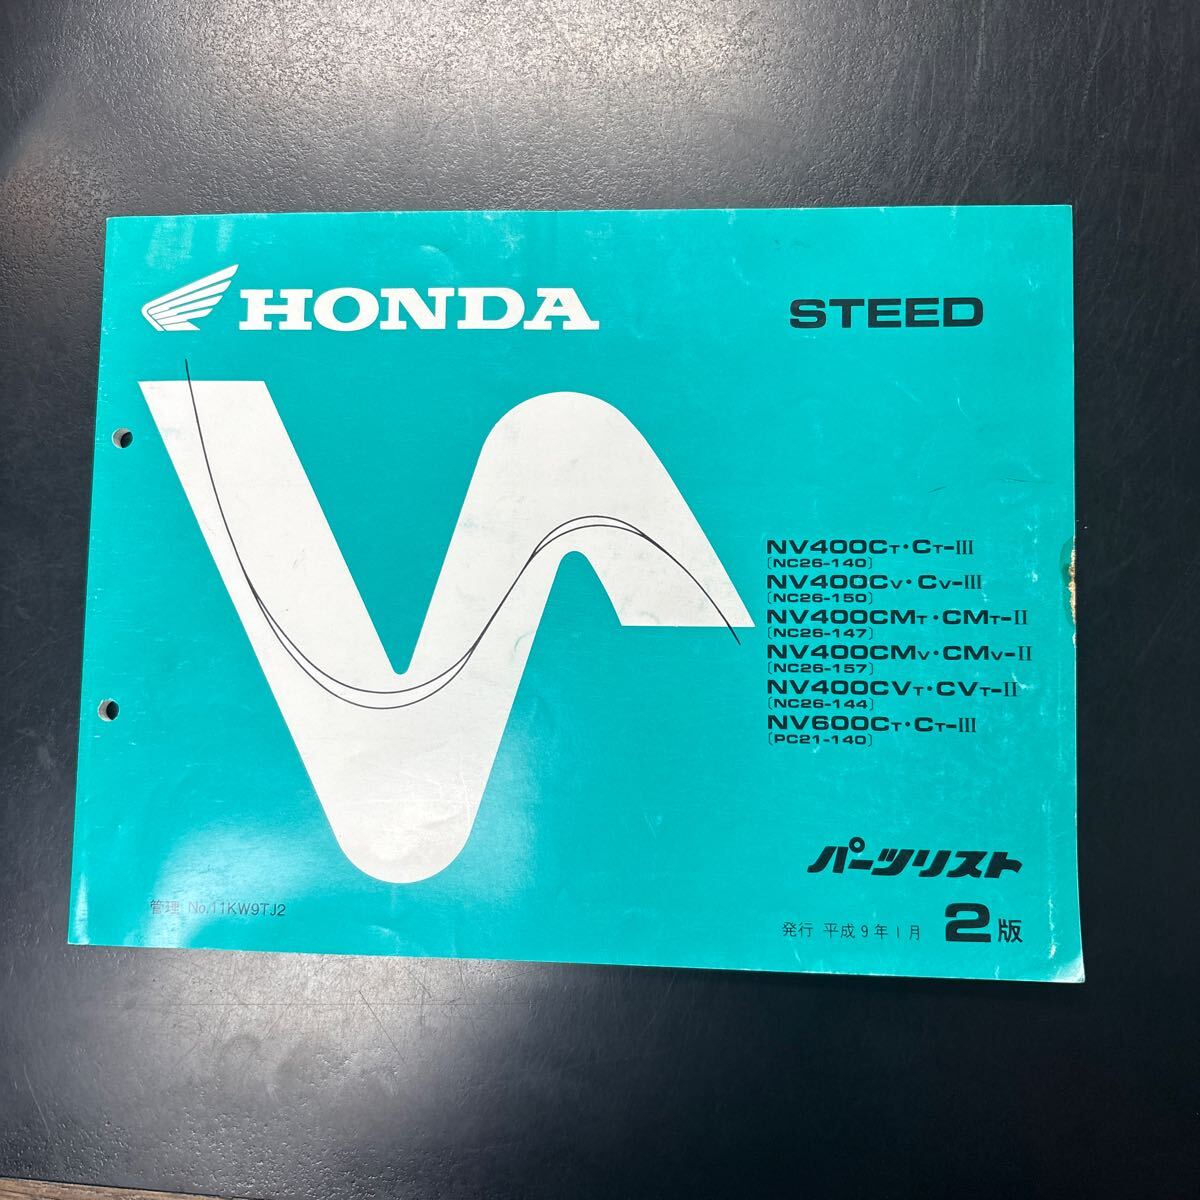 HONDA
STEED
NV400CT・CT-III
[NC26-140]
NV400CV・CV-III
[NC26-150]
NV400CMT・CMT-II
[NC26-147]
NV400CMV・CMV-II
[NC26-157]
NV400CVT・CVT-II
[NC26-144]
NV600CT・CT-III
[PC21-140]
パーツリスト
管理 No.11KW9TJ2
発行 平成9年1月 2版